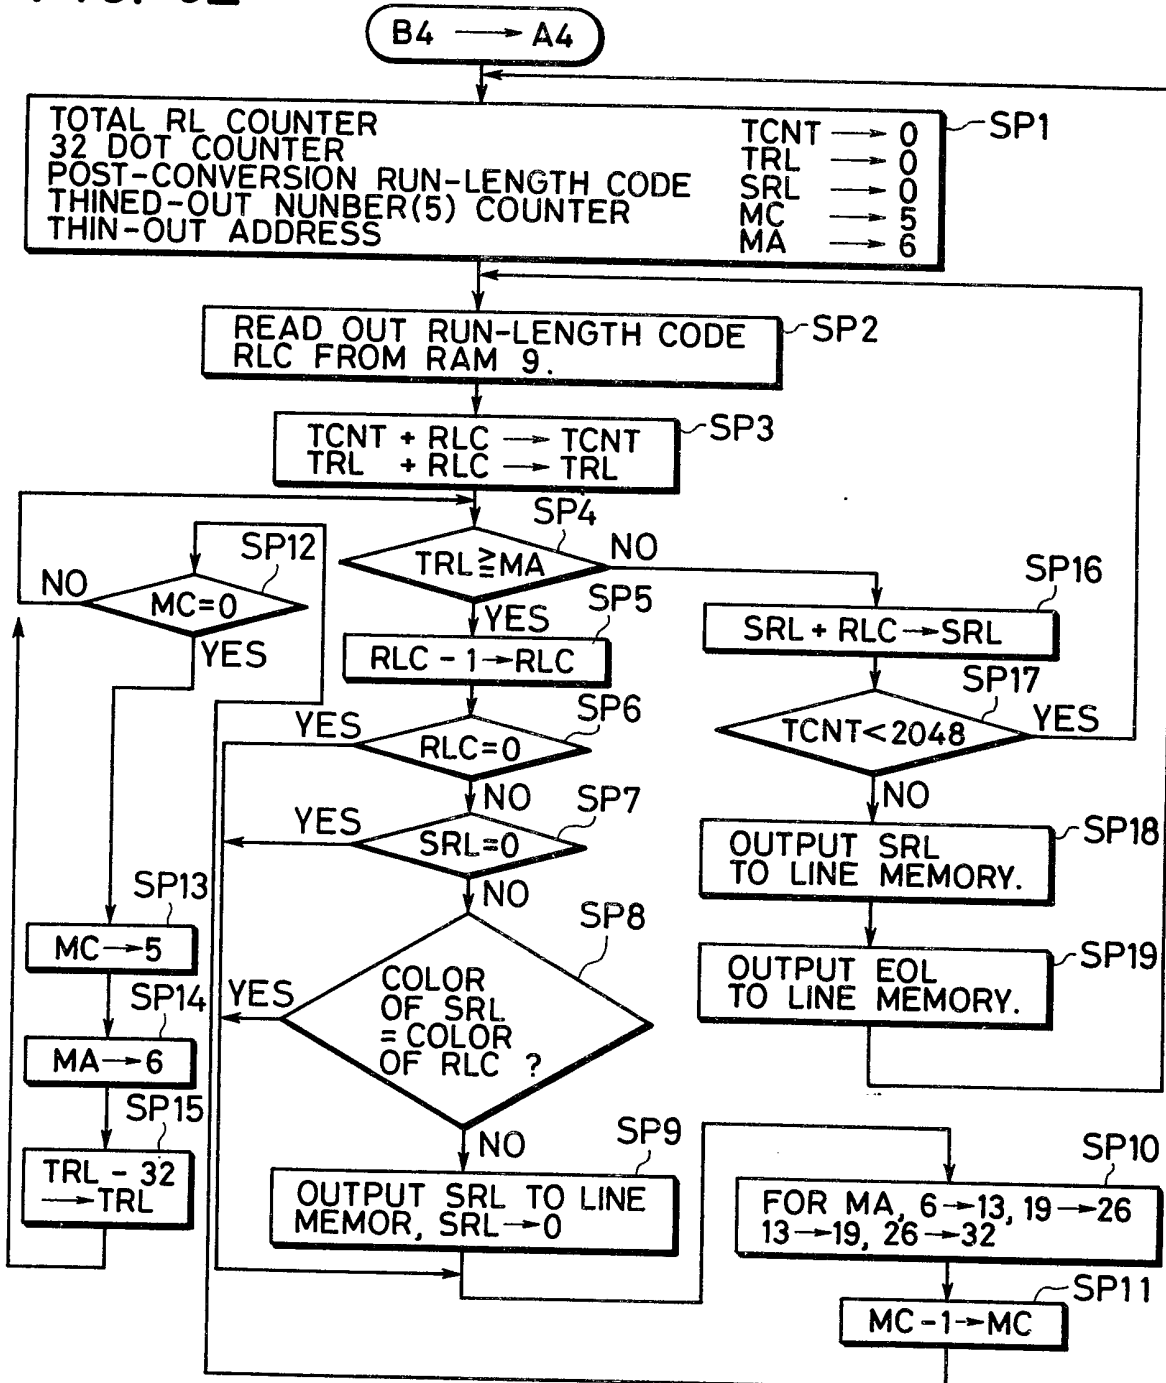 B4 → A4
TOTAL RL COUNTER TCNT → 0
32 DOT COUNTER TRL → 0
POST-CONVERSION RUN-LENGTH CODE SRL → 0
THINED-OUT NUNBER(5) COUNTER MC → 5
THIN-OUT ADDRESS MA → 6
SP1
READ OUT RUN-LENGTH CODE
RLC FROM RAM 9.
SP2
TCNT + RLC → TCNT
TRL + RLC → TRL
SP3
SP4
TRL ≧ MA
NO
YES
SP12
MC=0
NO
YES
SP5
RLC - 1 → RLC
SP16
SRL + RLC → SRL
SP6
RLC=0
YES
NO
SP17
TCNT < 2048
YES
NO
SP7
SRL=0
YES
NO
SP18
OUTPUT SRL
TO LINE MEMORY.
SP13
MC → 5
SP8
COLOR
OF SRL
= COLOR
OF RLC ?
YES
NO
SP19
OUTPUT EOL
TO LINE MEMORY.
SP14
MA → 6
SP15
TRL - 32
→ TRL
SP9
OUTPUT SRL TO LINE
MEMOR, SRL → 0
SP10
FOR MA, 6 → 13, 19 → 26
13 → 19, 26 → 32
SP11
MC - 1 → MC